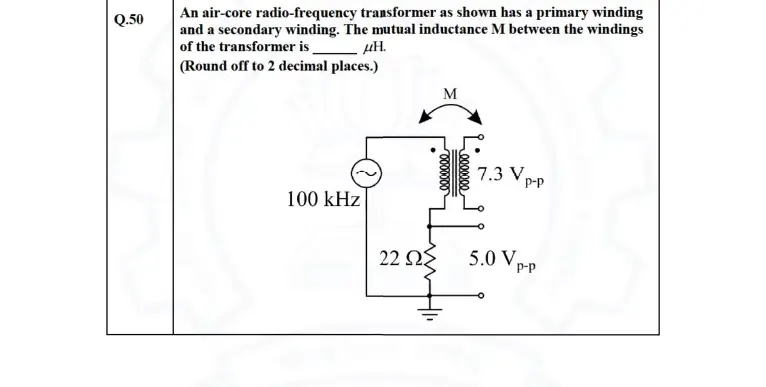 Q.50
An air-core radio-frequency transformer as shown has a primary winding
and a secondary winding. The mutual inductance M between the windings
of the transformer is ______ μH.
(Round off to 2 decimal places.)
M
7.3 Vp-p
100 kHz
22 Ω
5.0 Vp-p